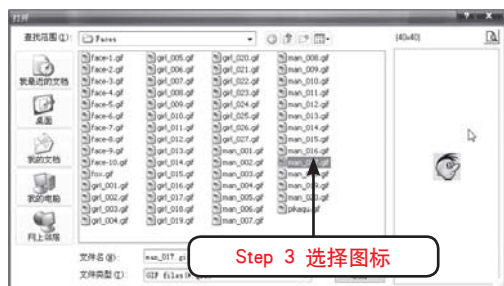 打开
查找范围(I): Faces (40x40)
face-1.gif girl_005.gif girl_020.gif man_008.gif
face-2.gif girl_006.gif girl_021.gif man_009.gif
face-3.gif girl_007.gif girl_022.gif man_010.gif
face-4.gif girl_008.gif girl_023.gif man_011.gif
face-5.gif girl_009.gif girl_024.gif man_012.gif
face-6.gif girl_010.gif girl_025.gif man_013.gif
face-7.gif girl_011.gif girl_026.gif man_014.gif
face-8.gif girl_012.gif girl_027.gif man_015.gif
face-9.gif girl_013.gif man_001.gif man_016.gif
face-10.gif girl_014.gif man_002.gif
fox.gif girl_015.gif man_003.gif
girl_001.gif girl_016.gif man_004.gif
girl_002.gif girl_017.gif man_005.gif
girl_003.gif girl_018.gif man_006.gif pikaqu.gif
girl_004.gif girl_019.gif man_007.gif
我最近的文档
桌面
我的文档
我的电脑
网上邻居
文件名(N): man_017.gi
Step 3 选择图标
文件类型(T): GIF files(*